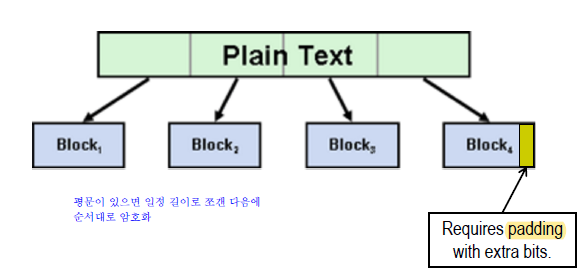 Plain Text
Block₁
Block₂
Block₃
Block₄
평문이 있으면 일정 길이로 쪼갠 다음에
순서대로 암호화
Requires padding
with extra bits.